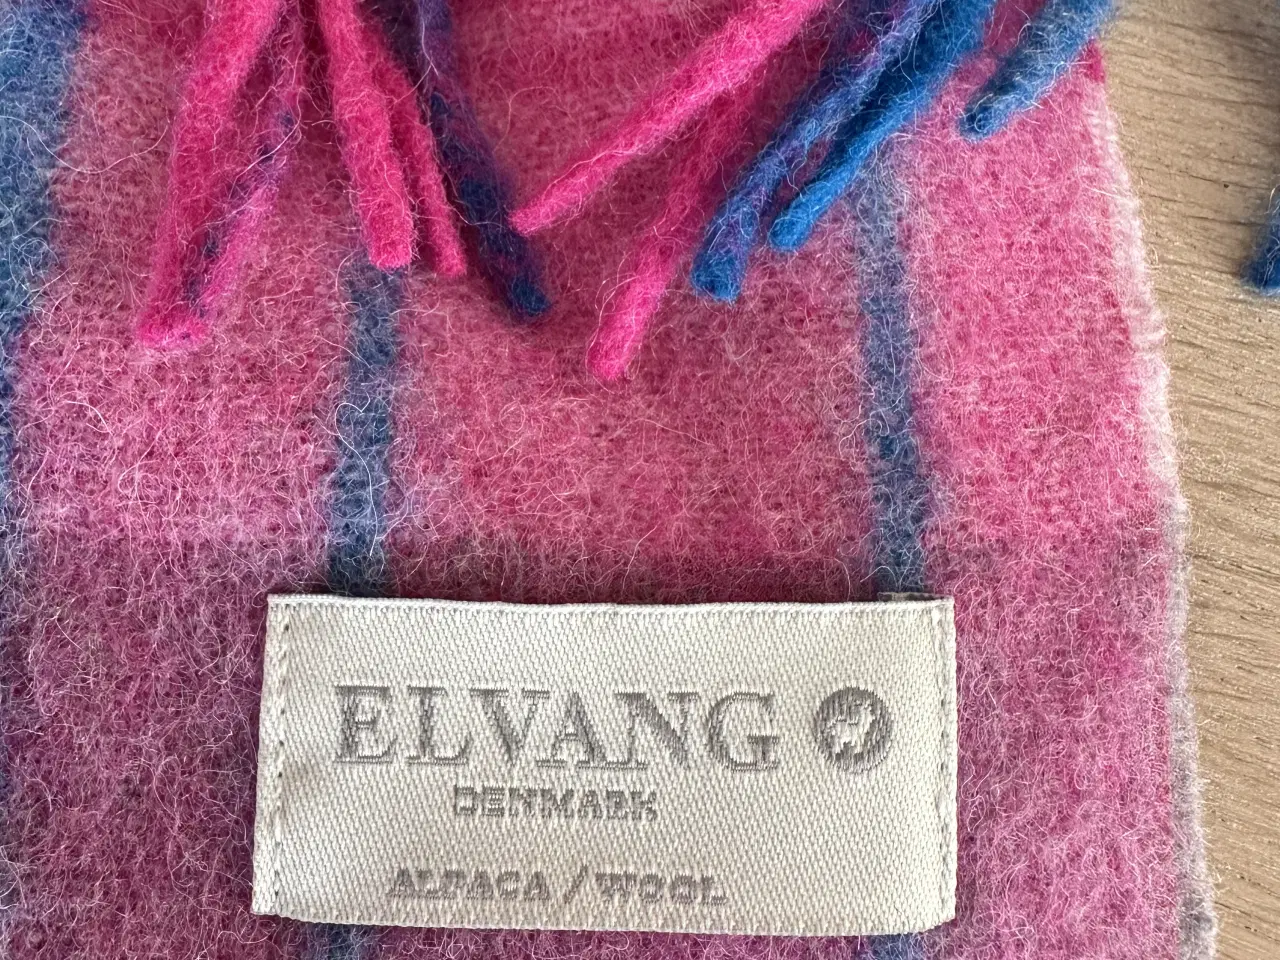 ELVANG
DENMARK
ALPACA / WOOL